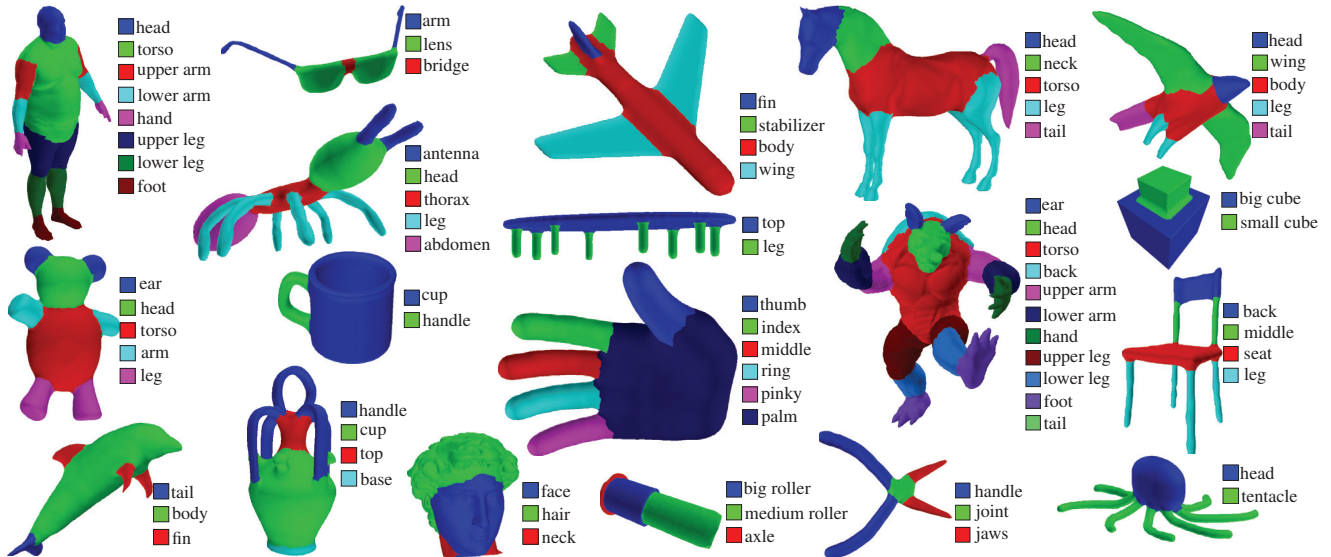 head
torso
upper arm
lower arm
hand
upper leg
lower leg
foot
arm
lens
bridge
antenna
head
thorax
leg
abdomen
fin
stabilizer
body
wing
top
leg
head
neck
torso
leg
tail
head
wing
body
leg
tail
big cube
small cube
ear
head
torso
arm
leg
cup
handle
thumb
index
middle
ring
pinky
palm
ear
head
torso
back
upper arm
lower arm
hand
upper leg
lower leg
foot
tail
back
middle
seat
leg
tail
body
fin
handle
cup
top
base
face
hair
neck
big roller
medium roller
axle
handle
joint
jaws
head
tentacle